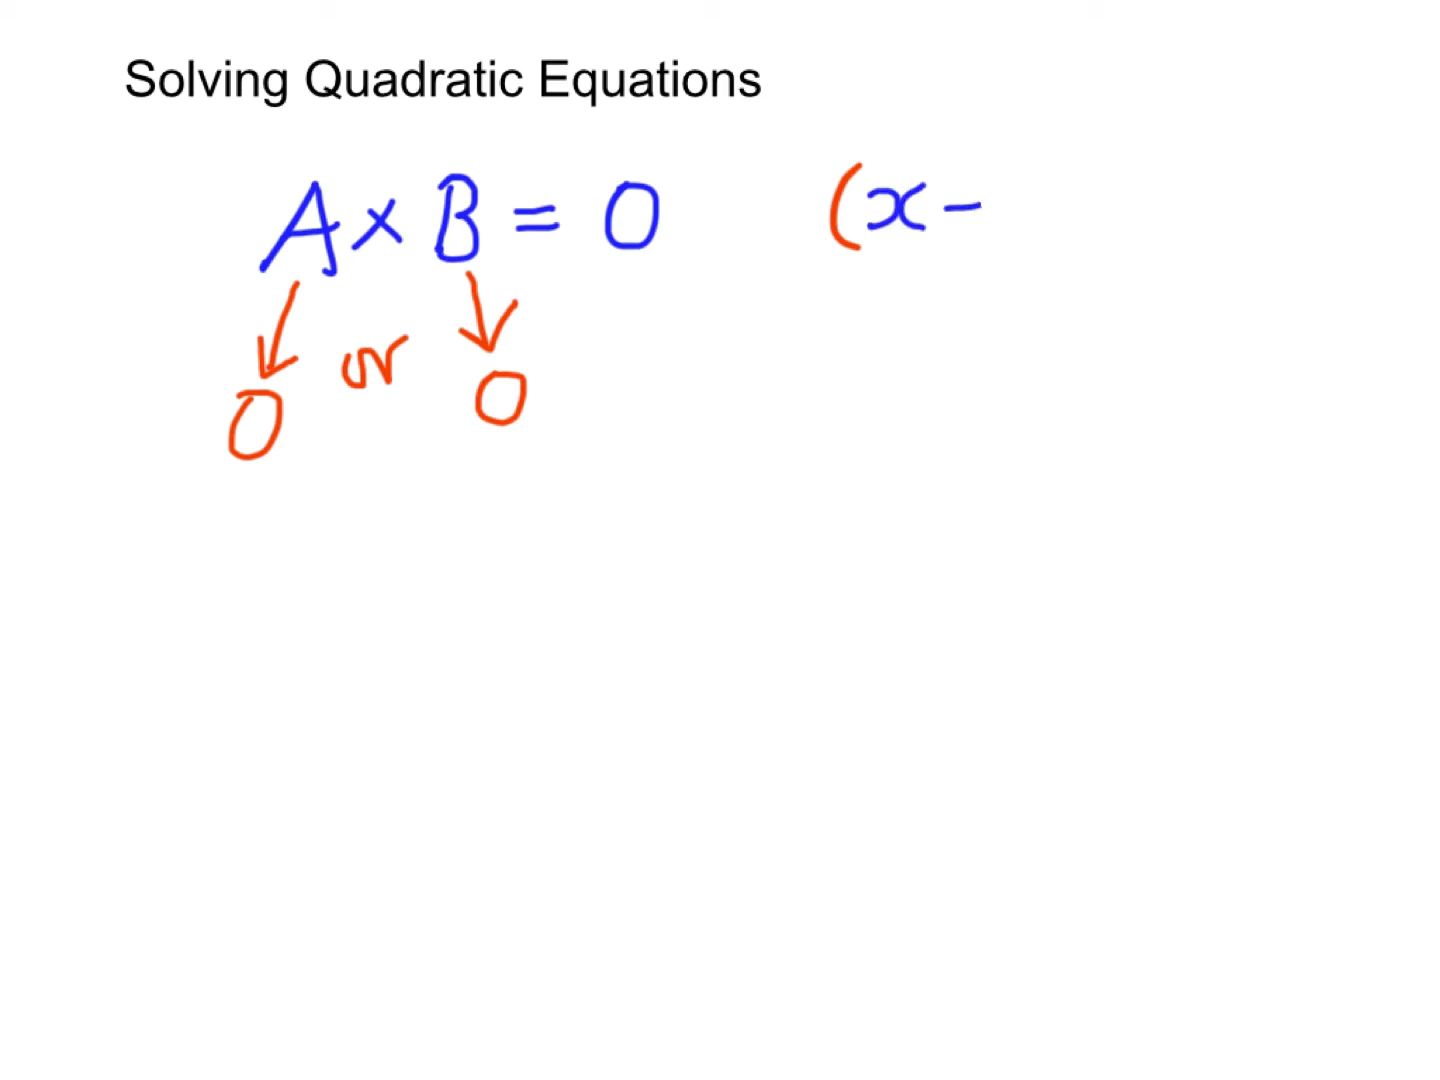 Solving Quadratic Equations
A × B = 0 (x -
0 or 0